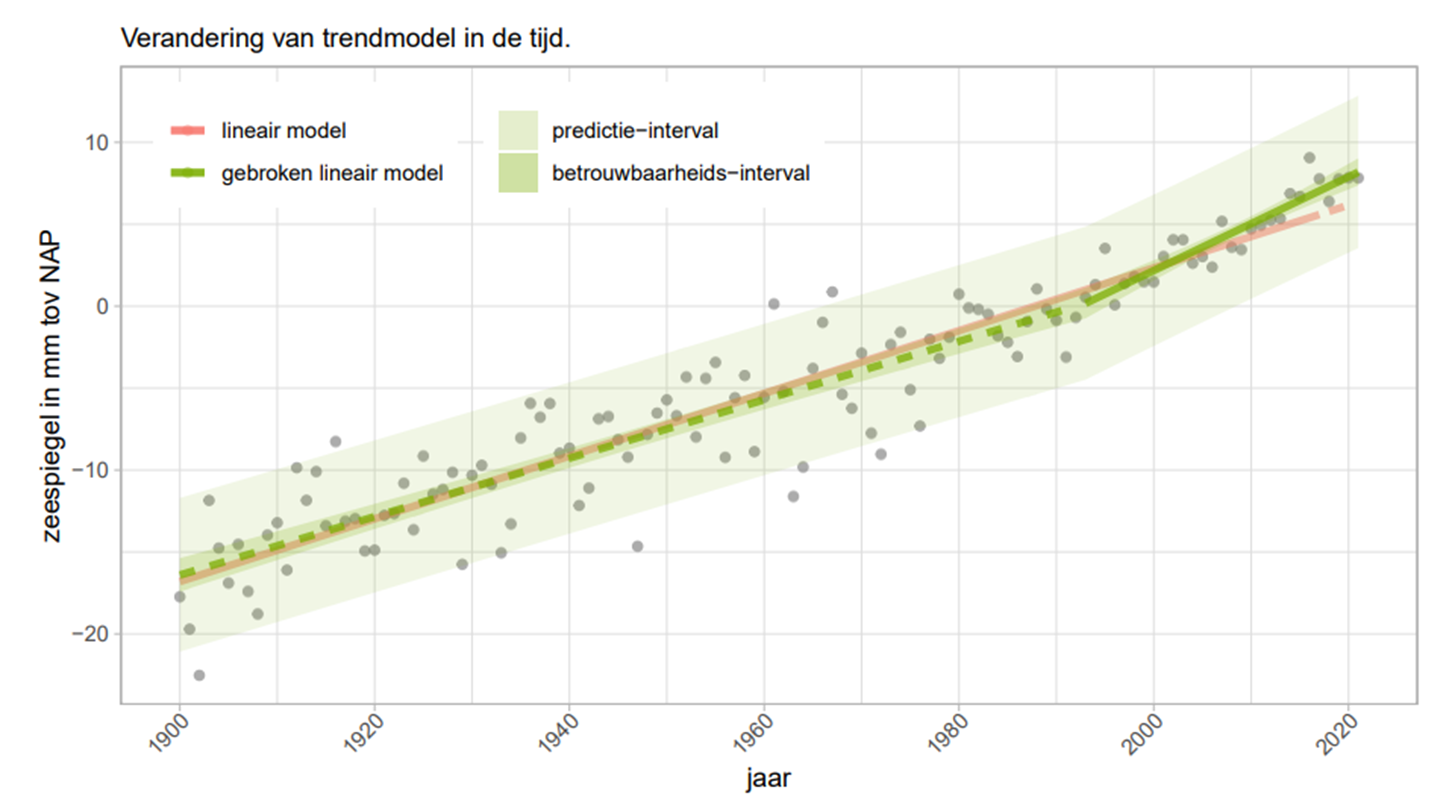 Verandering van trendmodel in de tijd.
lineair model
gebroken lineair model
predictie−interval
betrouwbaarheids−interval
zeespiegel in mm tov NAP
10
0
−10
−20
1900
1920
1940
1960
1980
2000
2020
jaar